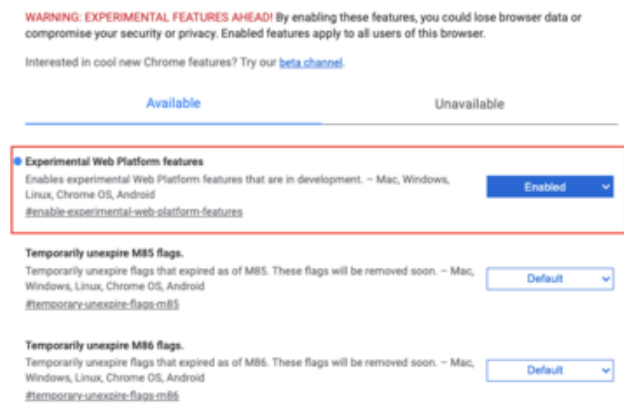 WARNING: EXPERIMENTAL FEATURES AHEAD! By enabling these features, you could lose browser data or
compromise your security or privacy. Enabled features apply to all users of this browser.
Interested in cool new Chrome features? Try our beta channel.
Available
Unavailable
Experimental Web Platform features
Enables experimental Web Platform features that are in development. – Mac, Windows,
Linux, Chrome OS, Android
#enable-experimental-web-platform-features
Enabled
Temporarily unexpire M85 flags.
Temporarily unexpire flags that expired as of M85. These flags will be removed soon. – Mac,
Windows, Linux, Chrome OS, Android
#temporary-unexpire-flags-m85
Default
Temporarily unexpire M86 flags.
Temporarily unexpire flags that expired as of M86. These flags will be removed soon. – Mac,
Windows, Linux, Chrome OS, Android
#temporary-unexpire-flags-m86
Default